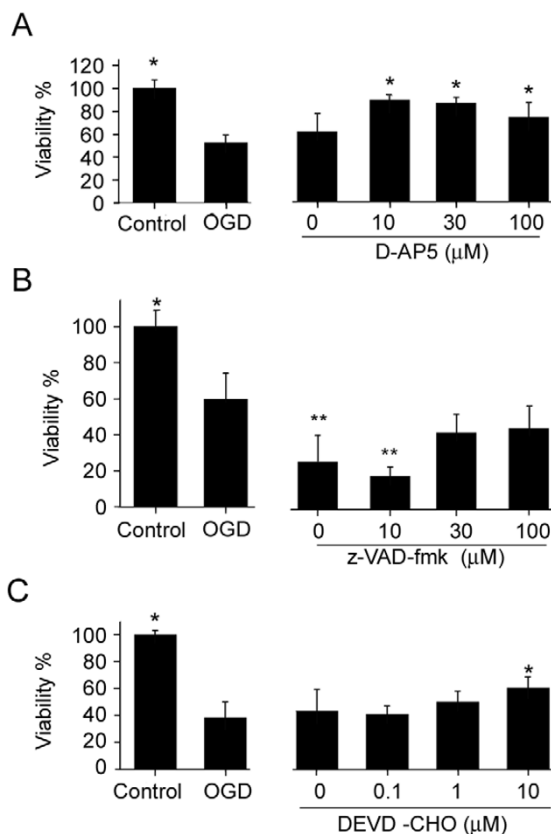 A
Viability %
120
100
80
60
40
20
0
*
* * *
Control OGD 0 10 30 100
D-AP5 (μM)
B
Viability %
100
80
60
40
20
0
*
** **
Control OGD 0 10 30 100
z-VAD-fmk (μM)
C
Viability %
100
80
60
40
20
0
*
*
Control OGD 0 0.1 1 10
DEVD -CHO (μM)